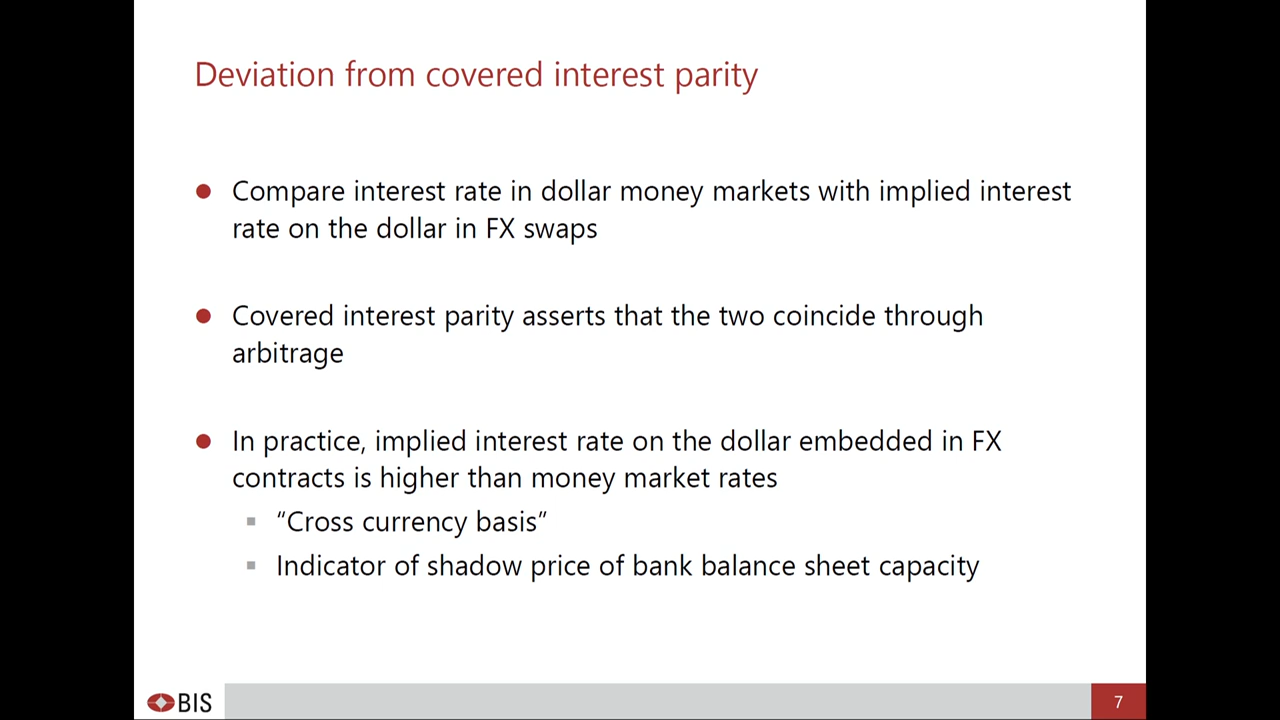 Deviation from covered interest parity
Compare interest rate in dollar money markets with implied interest
rate on the dollar in FX swaps
Covered interest parity asserts that the two coincide through
arbitrage
In practice, implied interest rate on the dollar embedded in FX
contracts is higher than money market rates
“Cross currency basis”
Indicator of shadow price of bank balance sheet capacity
BIS
7